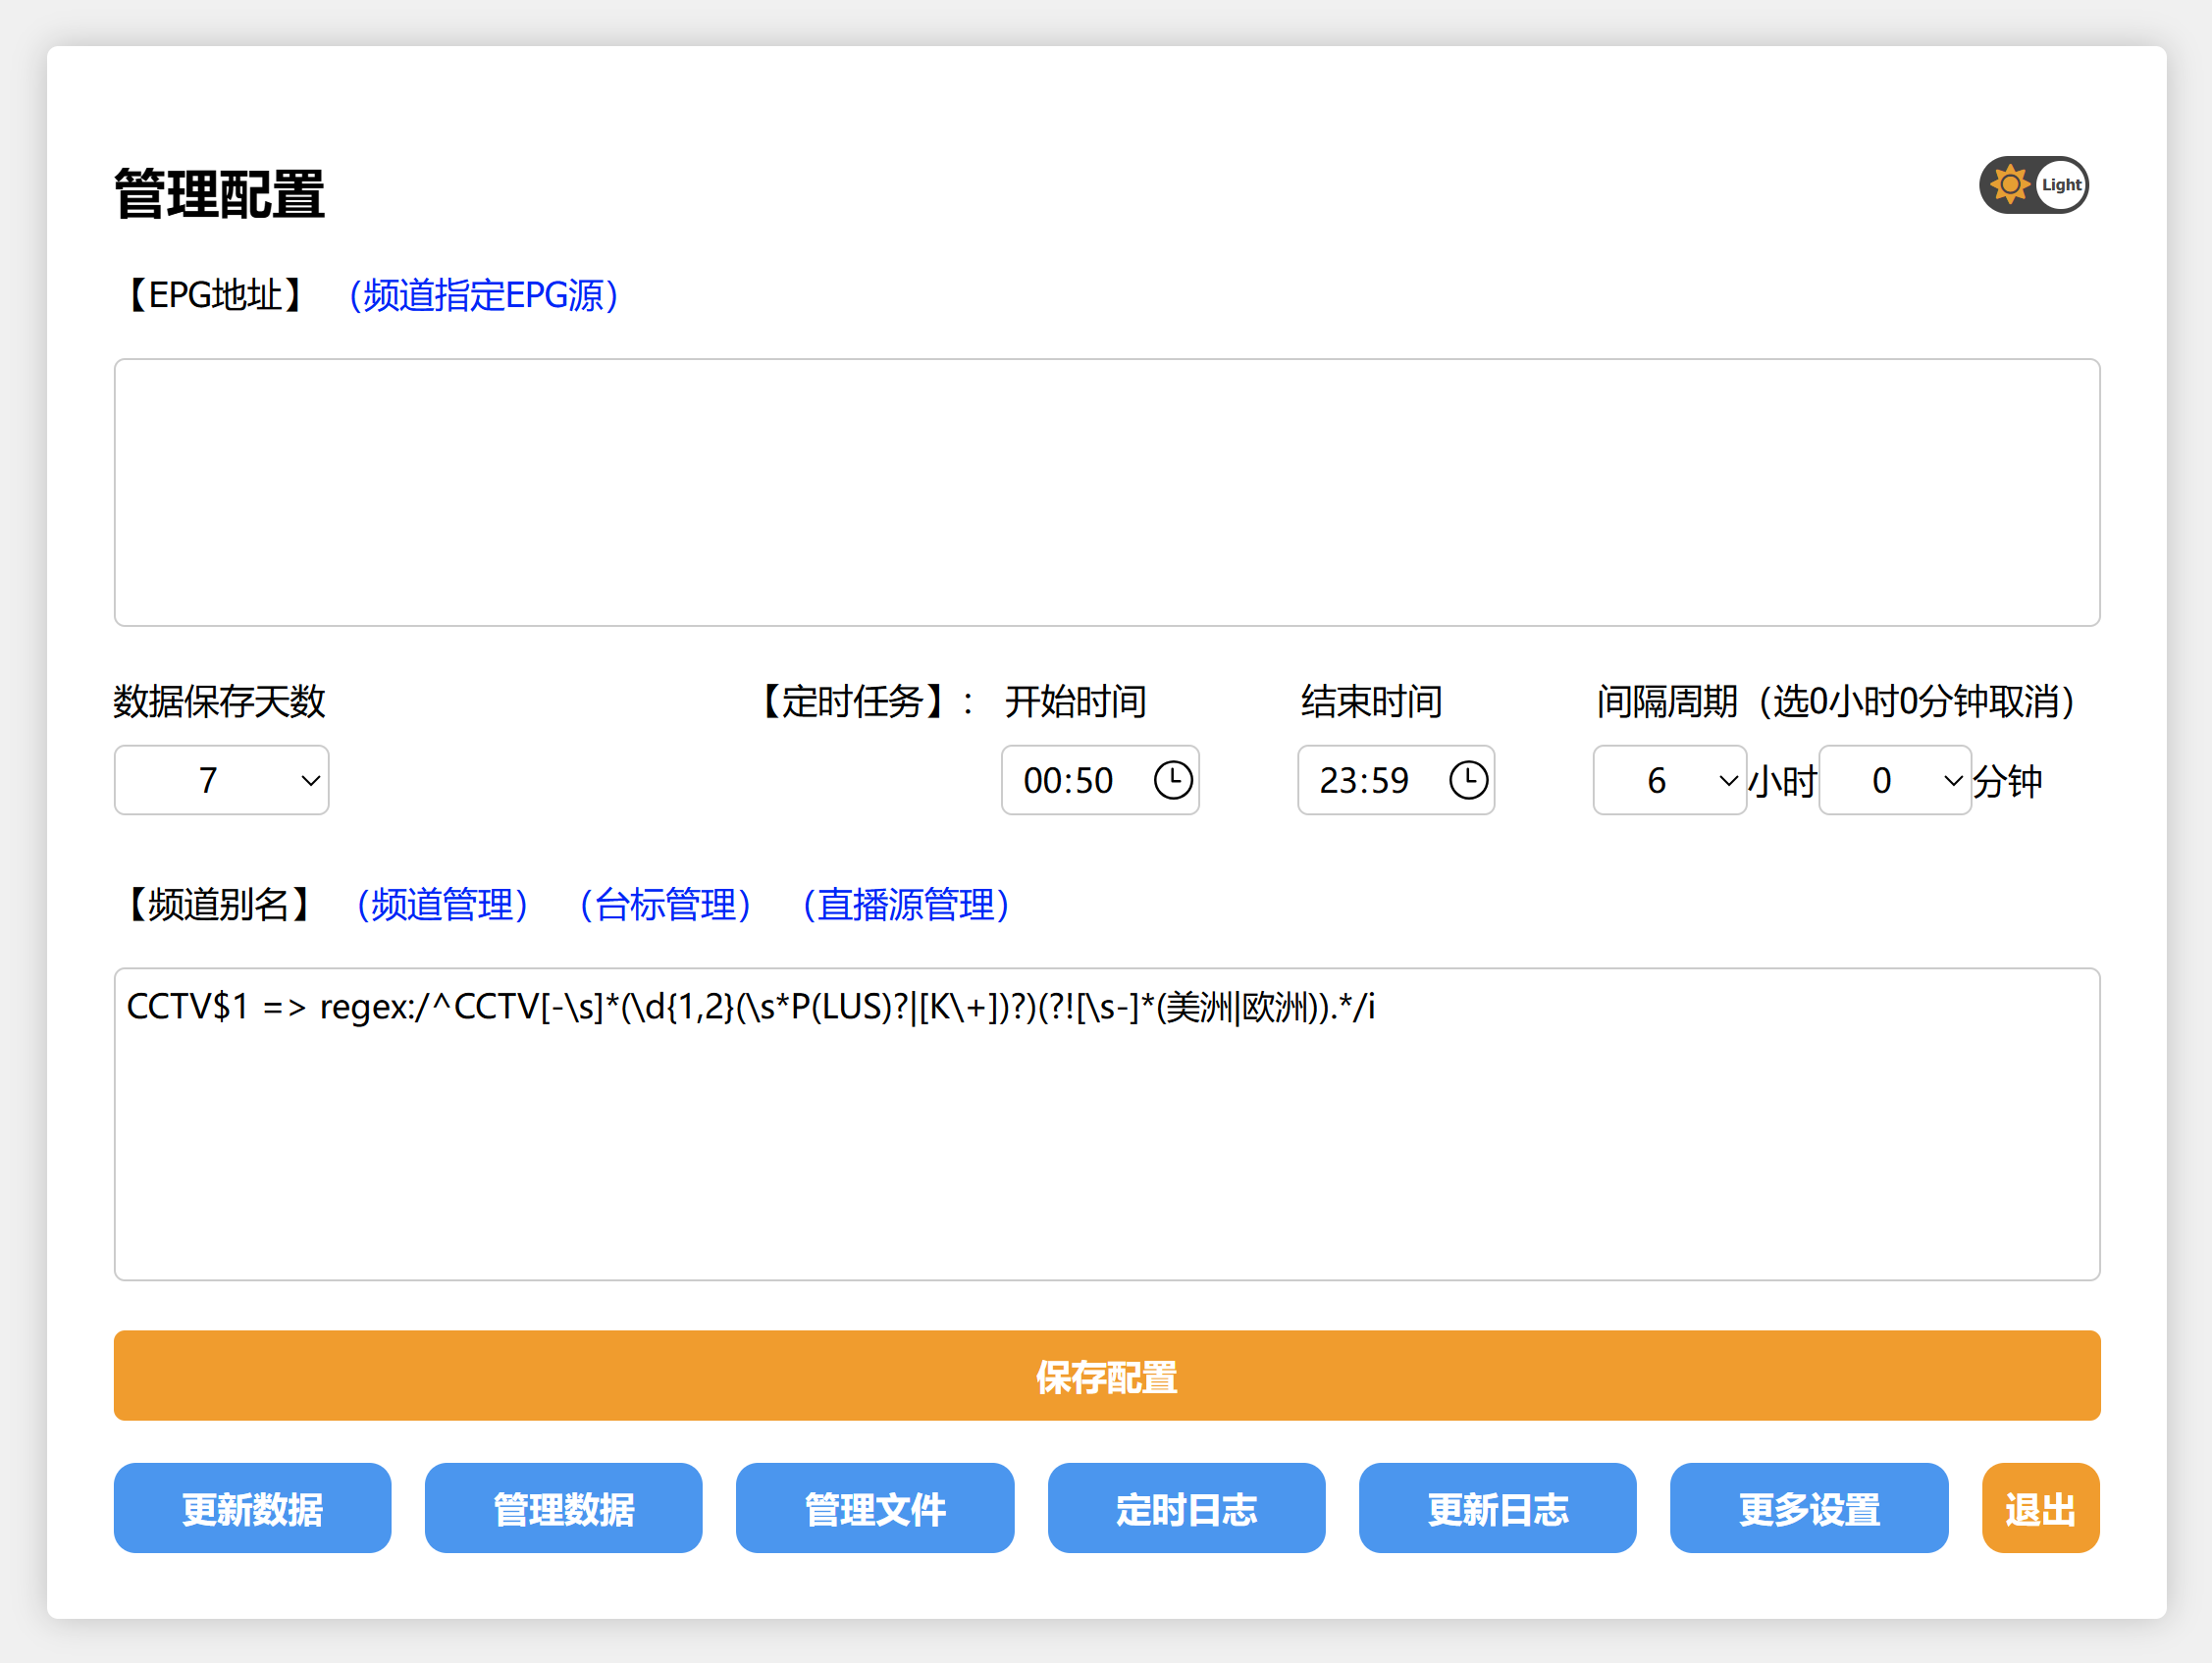 管理配置
Light
【EPG地址】 （频道指定EPG源）
数据保存天数 【定时任务】： 开始时间 结束时间 间隔周期（选0小时0分钟取消）
7 00:50 23:59 6 小时 0 分钟
【频道别名】 （频道管理） （台标管理） （直播源管理）
CCTV$1 => regex:/^CCTV[-\s]*(\d{1,2}(\s*P(LUS)?|[K\+])?)(?![\s-]*(美洲|欧洲)).*/i
保存配置
更新数据 管理数据 管理文件 定时日志 更新日志 更多设置 退出